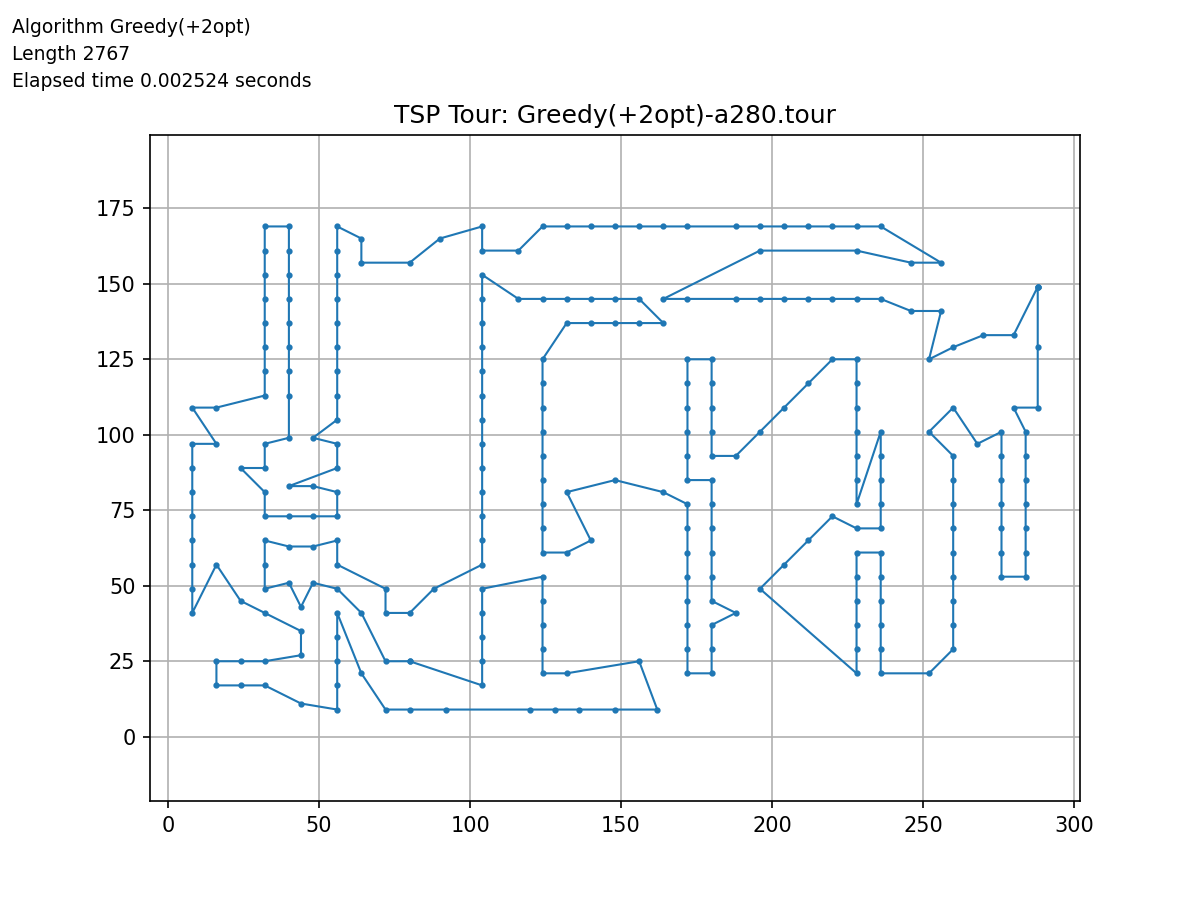 Algorithm Greedy(+2opt)
Length 2767
Elapsed time 0.002524 seconds
TSP Tour: Greedy(+2opt)-a280.tour
175
150
125
100
75
50
25
0
0 50 100 150 200 250 300